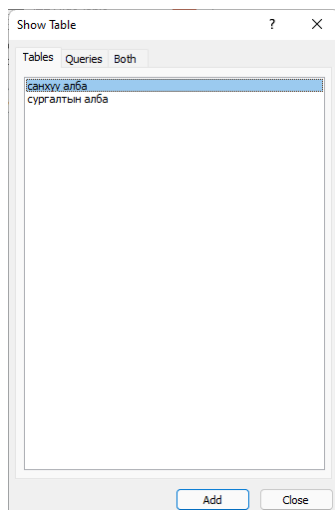 Show Table ? ×
Tables Queries Both
санхүү алба
сургалтын алба
Add Close